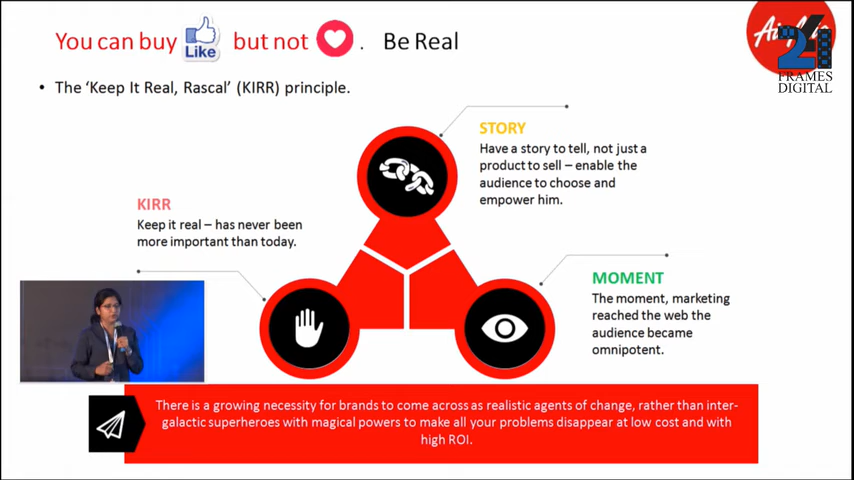 You can buy Like but not . Be Real
• The ‘Keep It Real, Rascal’ (KIRR) principle.
STORY
Have a story to tell, not just a
product to sell – enable the
audience to choose and
empower him.
KIRR
Keep it real – has never been
more important than today.
MOMENT
The moment, marketing
reached the web the
audience became
omnipotent.
There is a growing necessity for brands to come across as realistic agents of change, rather than inter-
galactic superheroes with magical powers to make all your problems disappear at low cost and with
high ROI.
24
FRAMES
DIGITAL